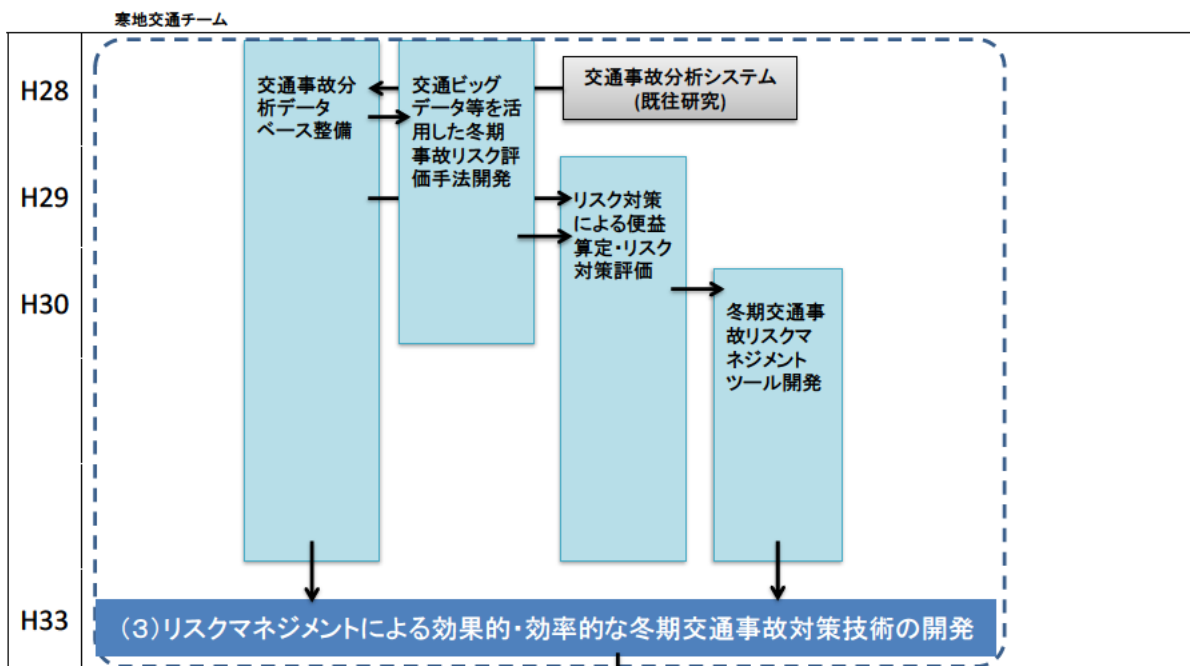 寒地交通チーム
H28
交通事故分
析データ
ベース整備
交通ビッグ
データ等を活
用した冬期
事故リスク評
価手法開発
交通事故分析システム
(既往研究)
H29
リスク対策
による便益
算定・リスク
対策評価
H30
冬期交通事
故リスクマ
ネジメント
ツール開発
H33
（３）リスクマネジメントによる効果的・効率的な冬期交通事故対策技術の開発